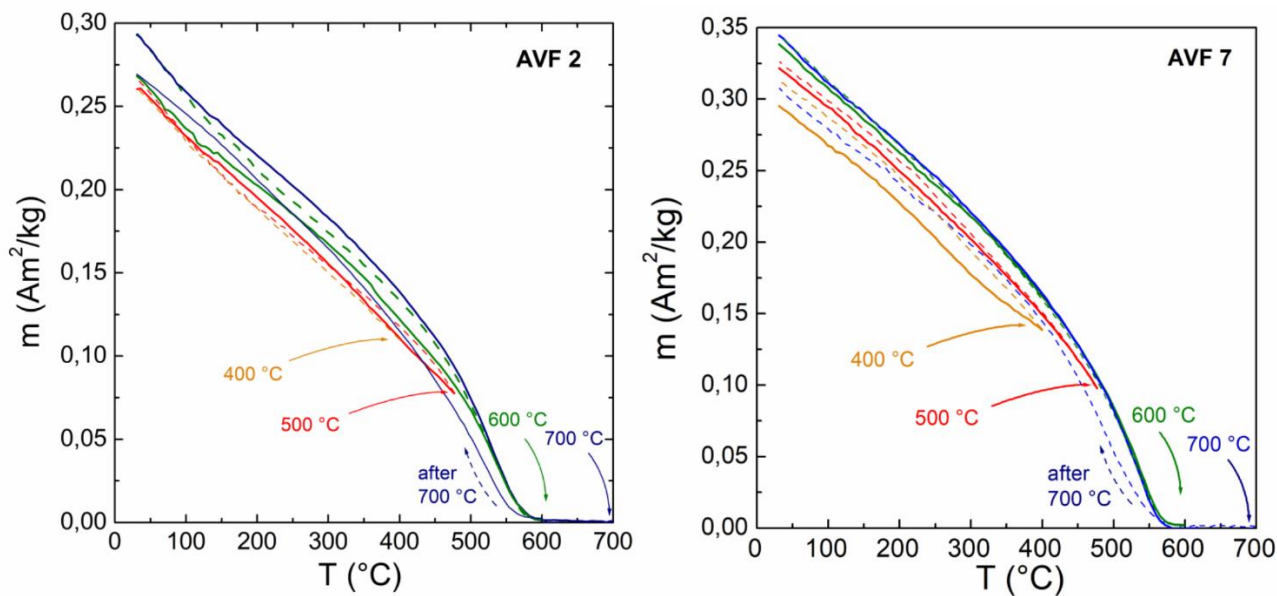 AVF 2
m (Am²/kg)
0,30
0,25
0,20
0,15
0,10
0,05
0,00
400 °C
500 °C
600 °C
700 °C
after
700 °C
0 100 200 300 400 500 600 700
T (°C)
AVF 7
m (Am²/kg)
0,35
0,30
0,25
0,20
0,15
0,10
0,05
0,00
400 °C
500 °C
600 °C
700 °C
after
700 °C
0 100 200 300 400 500 600 700
T (°C)